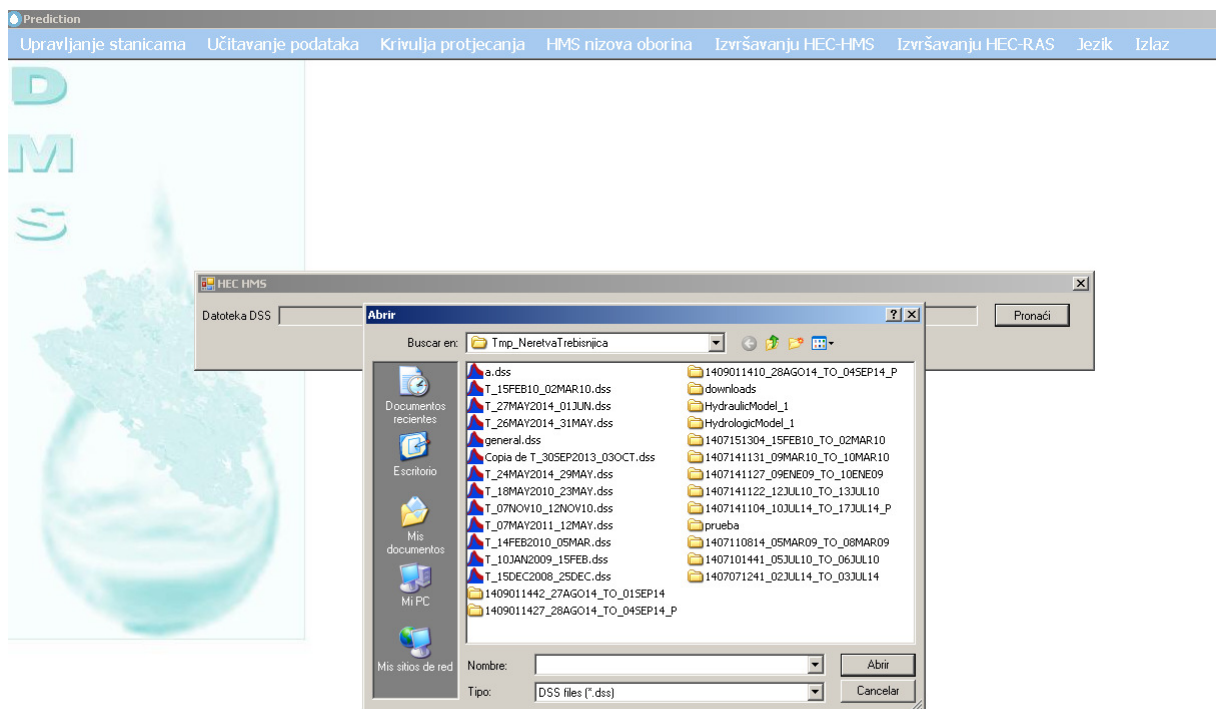 Prediction
Upravljanje stanicama Učitavanje podataka Krivulja protjecanja HMS nizova oborina Izvršavanju HEC-HMS Izvršavanju HEC-RAS Jezik Izlaz
D
M
S
HEC HMS
Datoteka DSS
Pronaći
Abrir
Buscar en: Tmp_NeretvaTrebisnjica
Documentos recientes
Escritorio
Mis documentos
Mi PC
Mis sitios de red
a.dss
T_15FEB10_02MAR10.dss
T_27MAY2014_01JUN.dss
T_26MAY2014_31MAY.dss
general.dss
Copia de T_30SEP2013_03OCT.dss
T_24MAY2014_29MAY.dss
T_18MAY2010_23MAY.dss
T_07NOV10_12NOV10.dss
T_07MAY2011_12MAY.dss
T_14FEB2010_05MAR.dss
T_10JAN2009_15FEB.dss
T_15DEC2008_25DEC.dss
1409011442_27AGO14_TO_01SEP14
1409011427_28AGO14_TO_04SEP14_P
1409011410_28AGO14_TO_04SEP14_P
downloads
HydraulicModel_1
HydrologicModel_1
1407151304_15FEB10_TO_02MAR10
1407141131_09MAR10_TO_10MAR10
1407141127_09ENE09_TO_10ENE09
1407141122_12JUL10_TO_13JUL10
1407141104_10JUL14_TO_17JUL14_P
prueba
1407110814_05MAR09_TO_08MAR09
1407101441_05JUL10_TO_06JUL10
1407071241_02JUL14_TO_03JUL14
Nombre:
Abrir
Tipo: DSS files (*.dss)
Cancelar